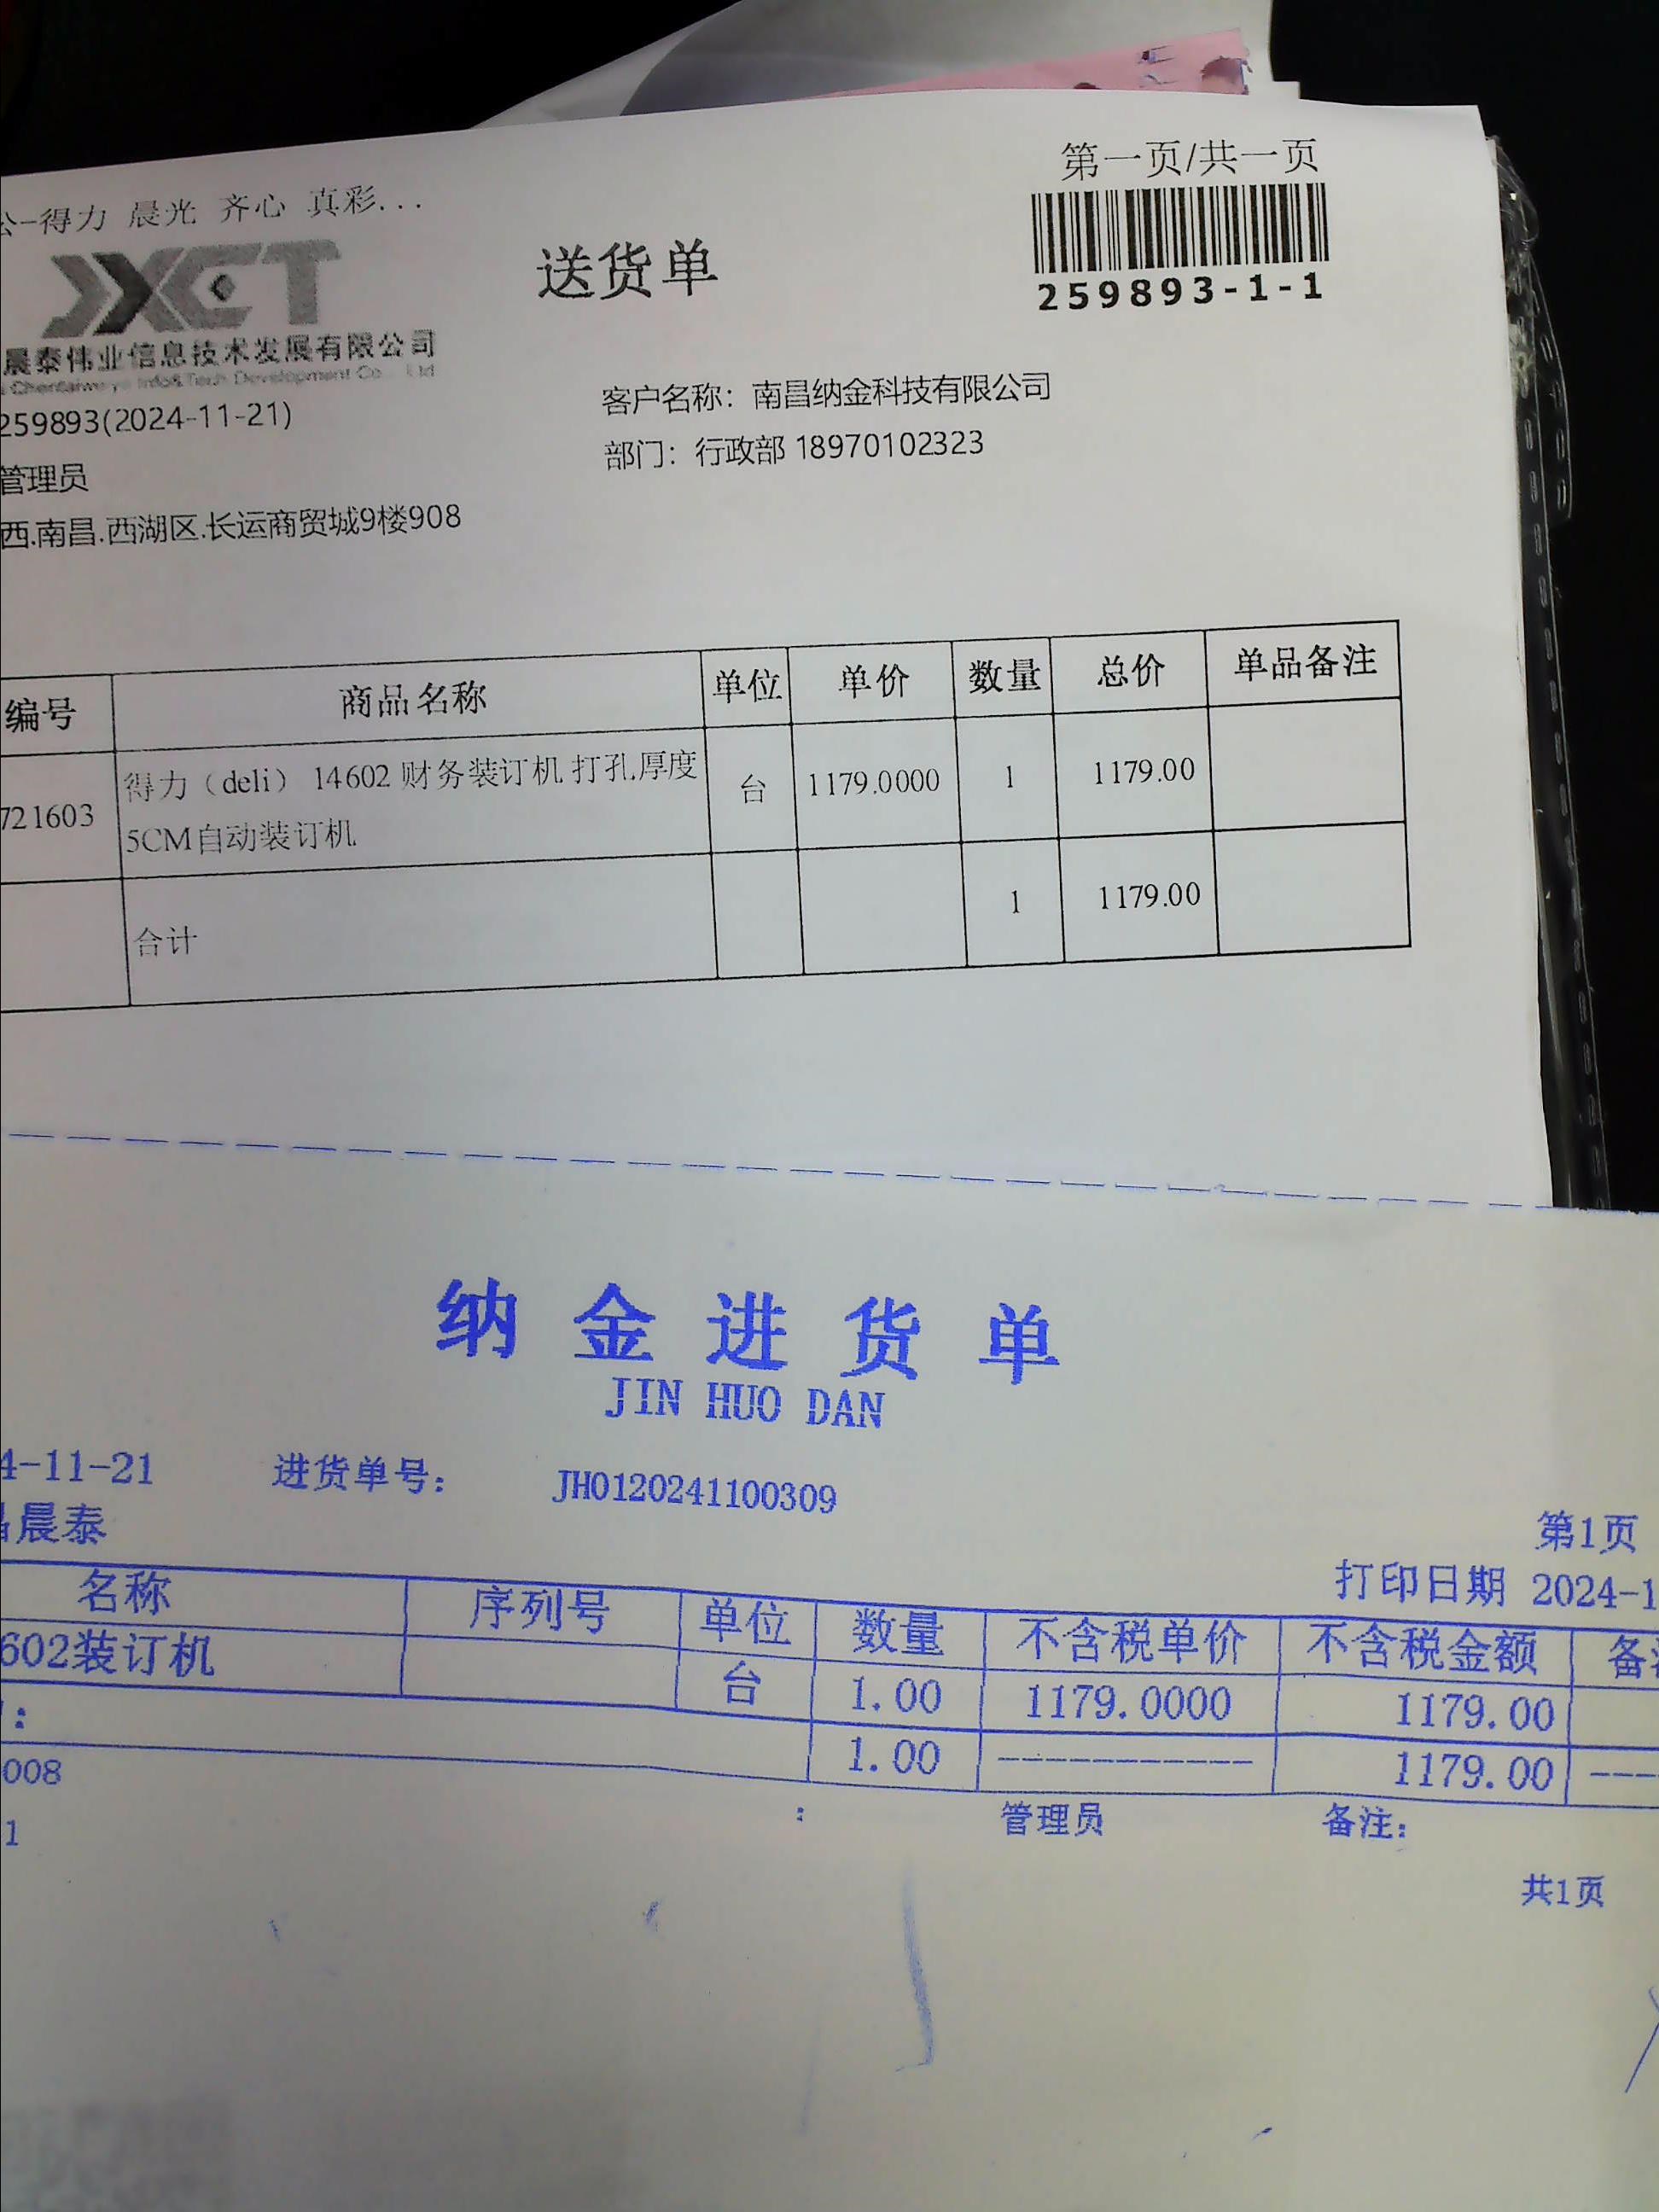 第一页/共一页
得力 晨光 齐心 真彩...
JXCT
送货单
259893-1-1
晨泰伟业信息技术发展有限公司
Chentaiweiye Info&Tech Development Co., Ltd
259893(2024-11-21)
客户名称：南昌纳金科技有限公司
管理员
部门：行政部 18970102323
西.南昌.西湖区.长运商贸城9楼908
编号 商品名称 单位 单价 数量 总价 单品备注
721603 得力（deli） 14602 财务装订机 打孔厚度 台 1179.0000 1 1179.00
5CM自动装订机
合计 1 1179.00
纳金进货单
JIN HUO DAN
4-11-21 进货单号： JH0120241100309
晨泰
第1页
打印日期 2024-1
名称 序列号 单位 数量 不含税单价 不含税金额 备
602装订机 台 1.00 1179.0000 1179.00
: 1.00 ------------ 1179.00 ----
008
: 管理员 备注:
1
共1页